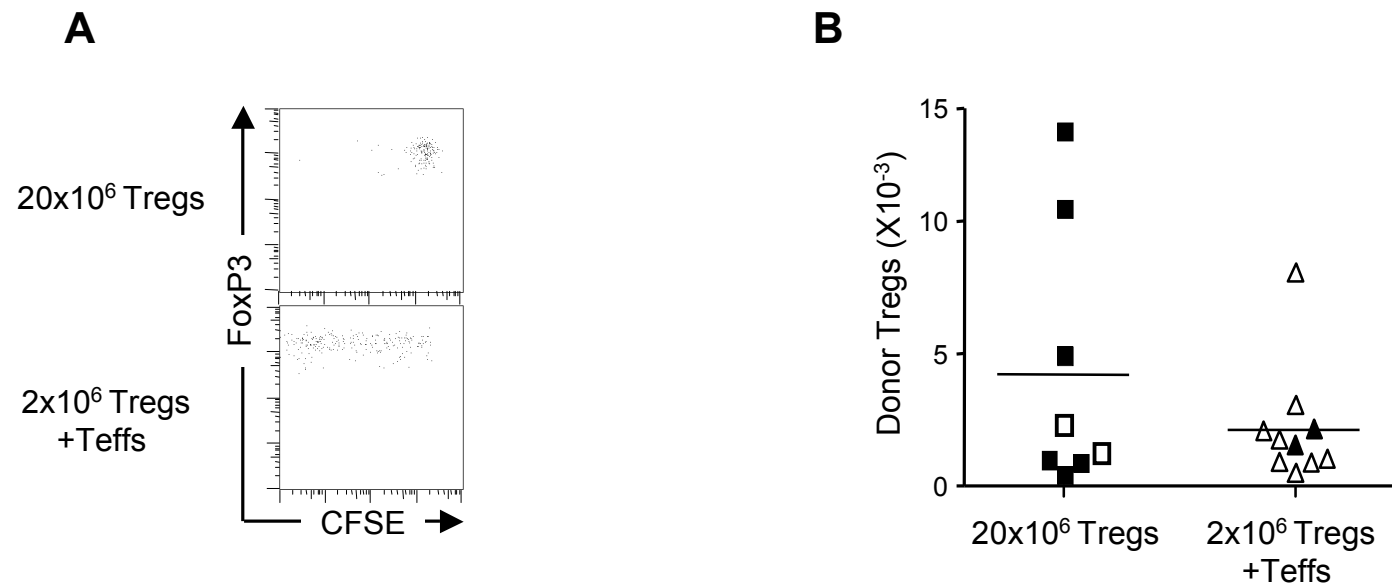 A
20x10⁶ Tregs
2x10⁶ Tregs
+Teffs
FoxP3
CFSE
B
Donor Tregs (X10⁻³)
15
10
5
0
20x10⁶ Tregs
2x10⁶ Tregs
+Teffs